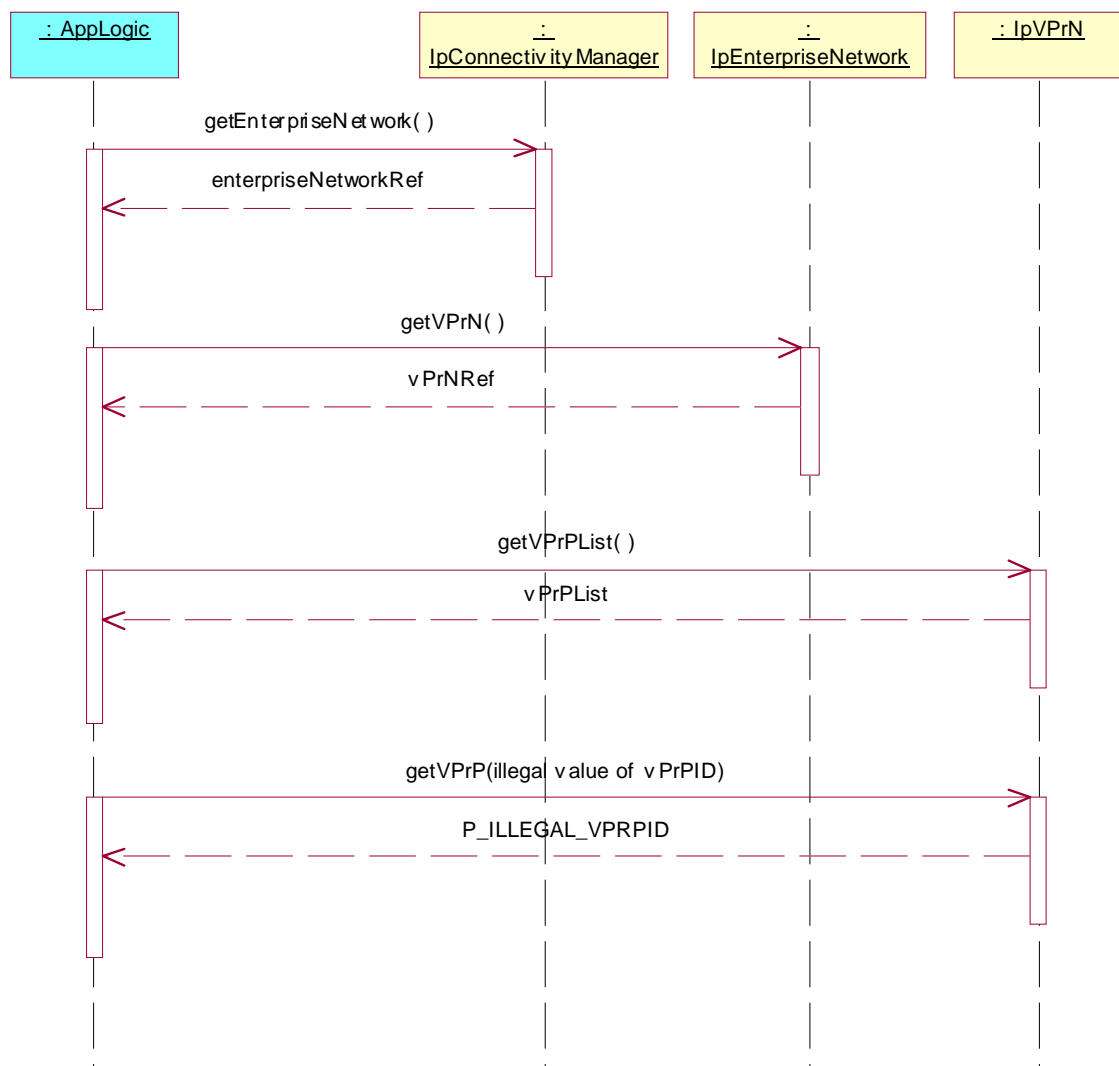 : AppLogic
:
IpConnectivityManager
:
IpEnterpriseNetwork
: IpVPrN
getEnterpriseNetwork( )
enterpriseNetworkRef
getVPrN( )
vPrNRef
getVPrPList( )
vPrPList
getVPrP(illegal value of vPrPID)
P_ILLEGAL_VPRPID